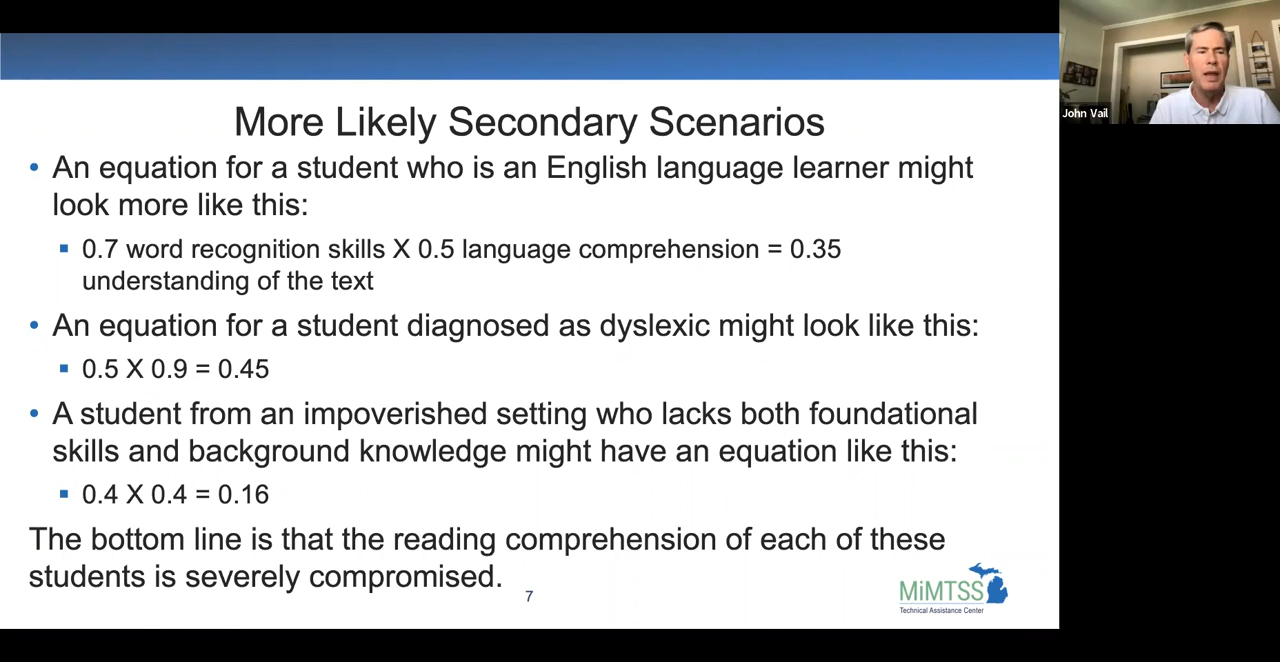 More Likely Secondary Scenarios
• An equation for a student who is an English language learner might
look more like this:
▪ 0.7 word recognition skills X 0.5 language comprehension = 0.35
understanding of the text
• An equation for a student diagnosed as dyslexic might look like this:
▪ 0.5 X 0.9 = 0.45
• A student from an impoverished setting who lacks both foundational
skills and background knowledge might have an equation like this:
▪ 0.4 X 0.4 = 0.16
The bottom line is that the reading comprehension of each of these
students is severely compromised.
7
MiMTSS
Technical Assistance Center
John Vail